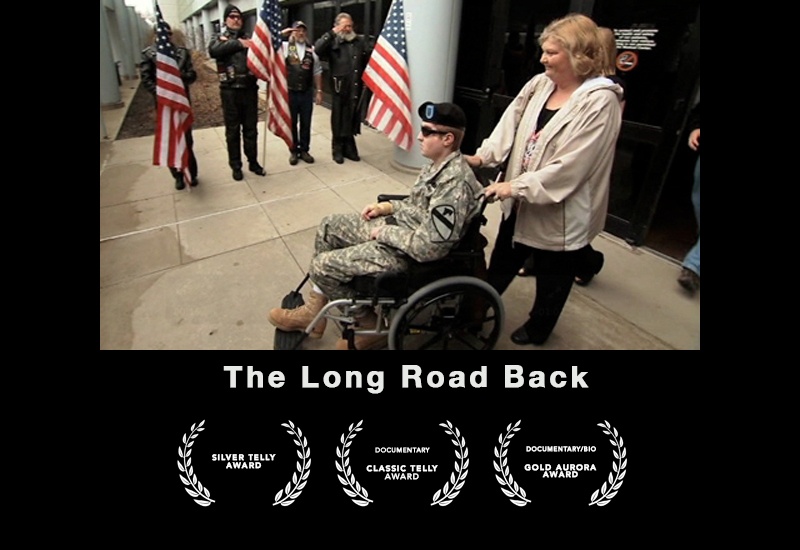 The Long Road Back
SILVER TELLY
AWARD
DOCUMENTARY
CLASSIC TELLY
AWARD
DOCUMENTARY/BIO
GOLD AURORA
AWARD